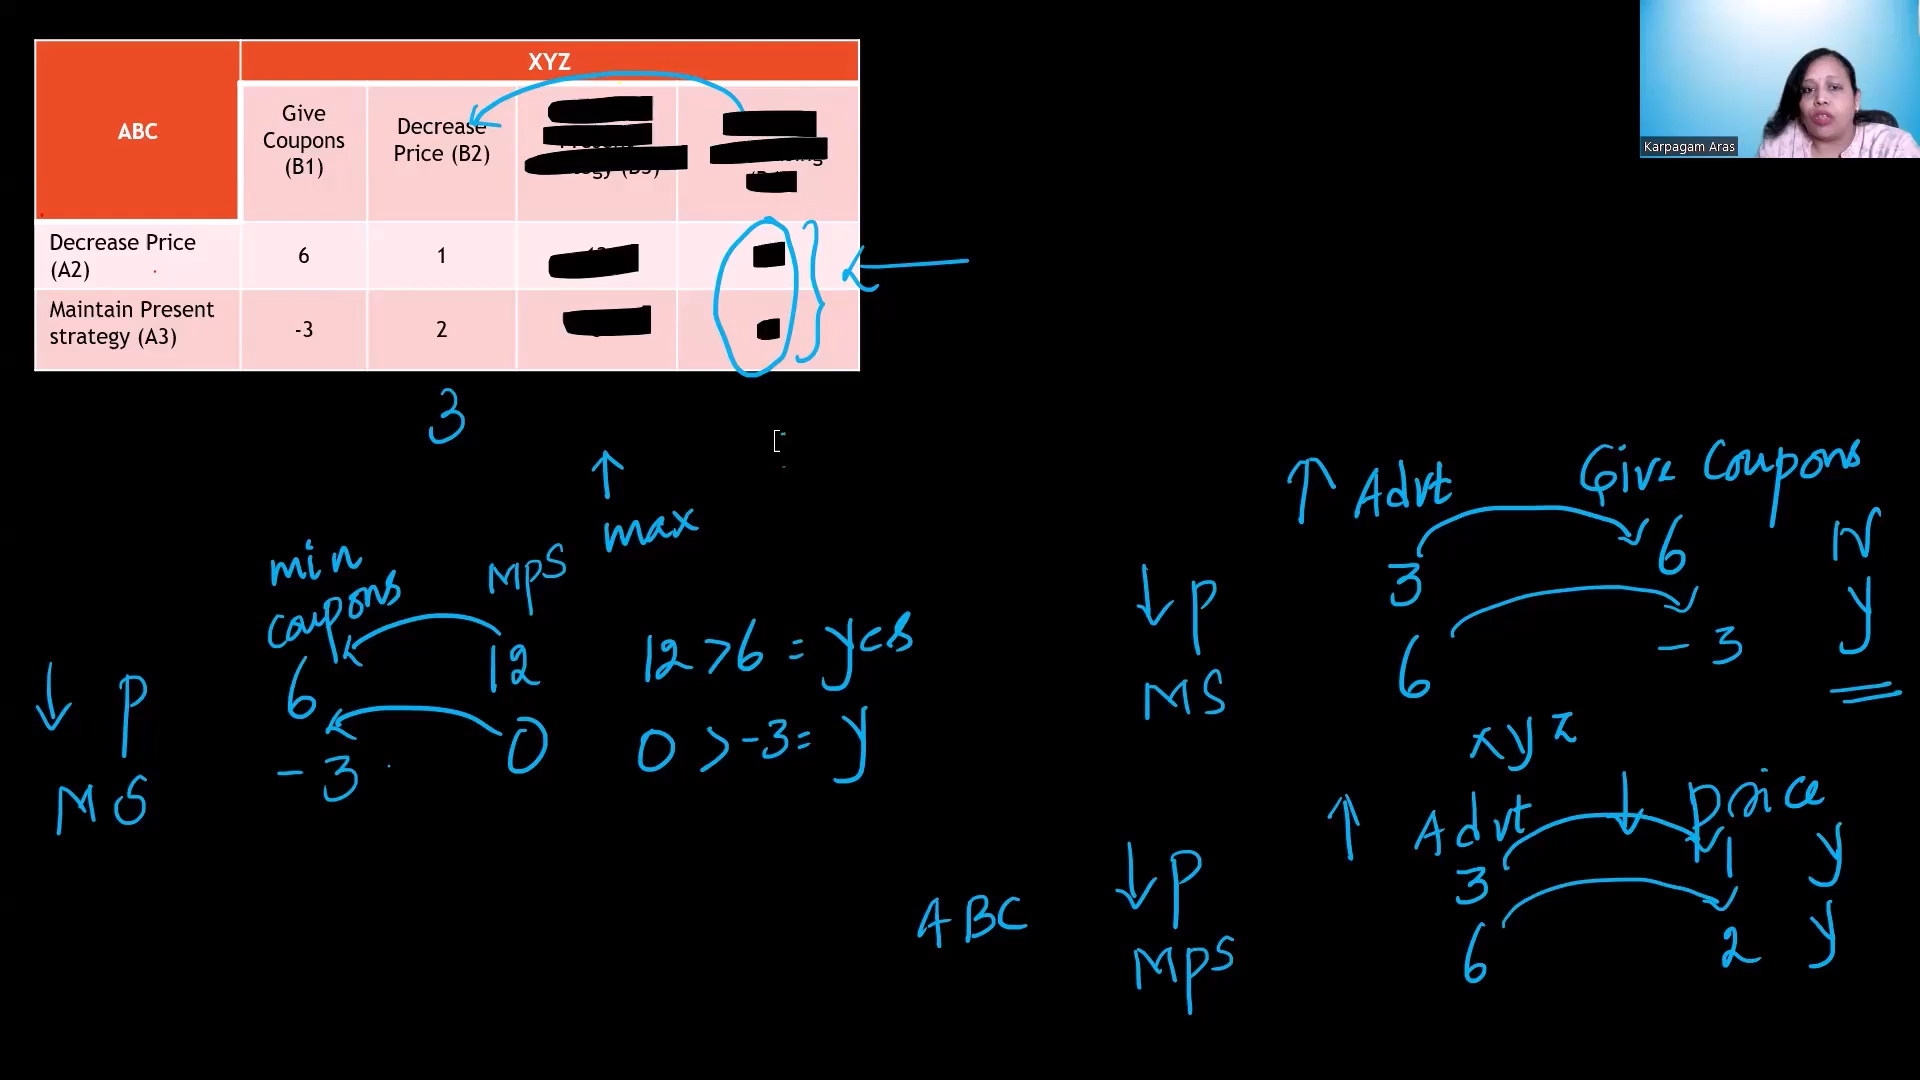 XYZ
ABC
Give
Coupons
(B1)
Decrease
Price (B2)
Decrease Price
(A2)
6
1
Maintain Present
strategy (A3)
-3
2
Karpagam Aras
3
↑
max
min
coupons
MPS
↓ P
6
12
12 > 6 = yes
MS
-3
0
0 > -3 = y
↑ Advt
Give Coupons
↓ P
3
6
N
MS
6
-3
y
xyz
↑ Advt
↓ Price
ABC
↓ P
3
1
y
MPS
6
2
y